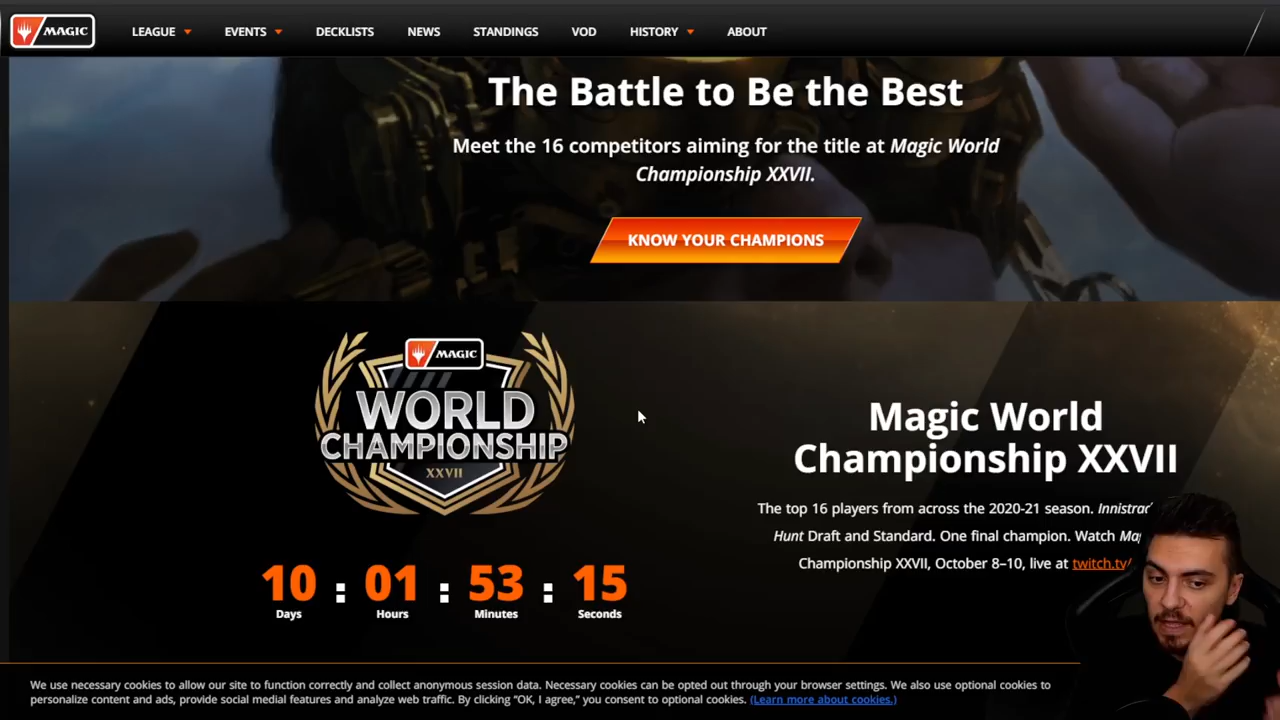 MAGIC
LEAGUE
EVENTS
DECKLISTS
NEWS
STANDINGS
VOD
HISTORY
ABOUT
The Battle to Be the Best
Meet the 16 competitors aiming for the title at Magic World
Championship XXVII.
KNOW YOUR CHAMPIONS
MAGIC
WORLD
CHAMPIONSHIP
XXVII
10 : 01 : 53 : 15
Days Hours Minutes Seconds
Magic World
Championship XXVII
The top 16 players from across the 2020-21 season.
Hunt Draft and Standard. One final champion. Watch
Championship XXVII, October 8–10, live at twitch.tv/
We use necessary cookies to allow our site to function correctly and collect anonymous session data. Necessary cookies can be opted out through your browser settings. We also use optional cookies to
personalize content and ads, provide social medial features and analyze web traffic. By clicking “OK, I agree,” you consent to optional cookies. (Learn more about cookies.)